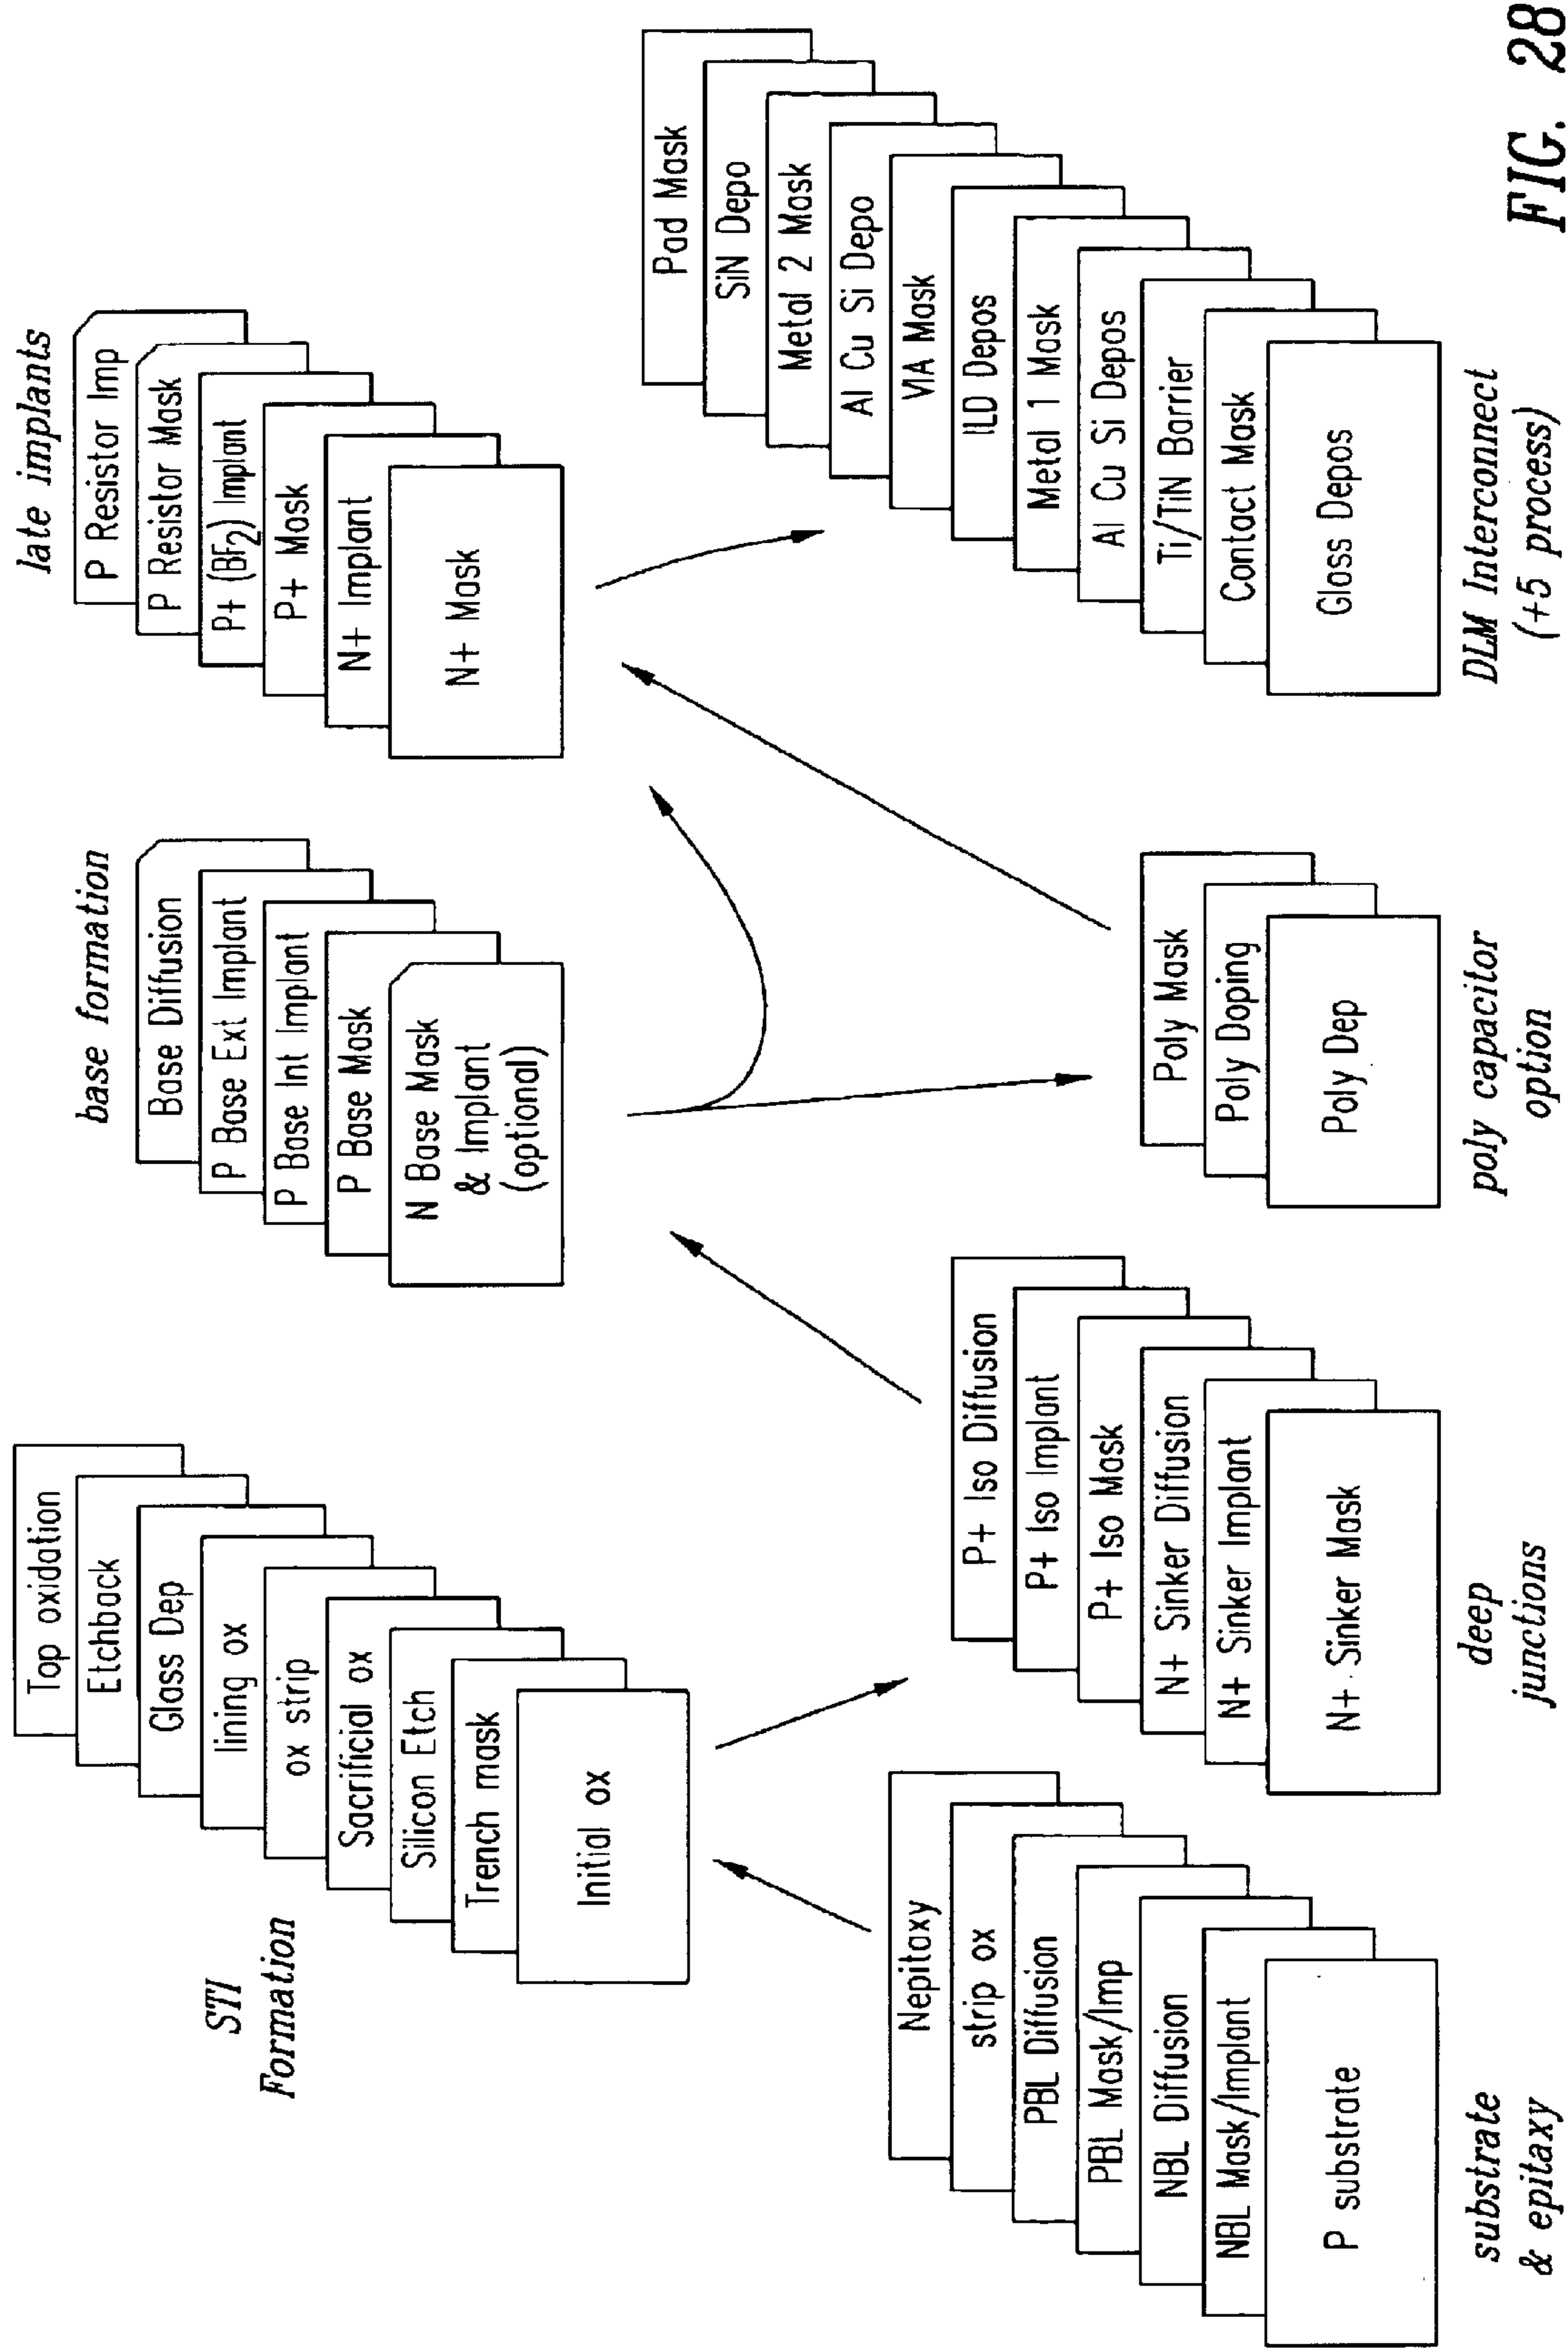 STI
Formation
Top oxidation
Etchback
Glass Dep
lining ox
ox strip
Sacrificial ox
Silicon Etch
Trench mask
Initial ox
base formation
Base Diffusion
P Base Ext Implant
P Base Int Implant
P Base Mask
N Base Mask
& Implant
(optional)
late implants
P Resistor Imp
P Resistor Mask
P+ (BF2) Implant
P+ Mask
N+ Implant
N+ Mask
Nepitaxy
strip ox
PBL Diffusion
PBL Mask/Imp
NBL Diffusion
NBL Mask/Implant
P substrate
substrate
& epitaxy
P+ Iso Diffusion
P+ Iso Implant
P+ Iso Mask
N+ Sinker Diffusion
N+ Sinker Implant
N+ Sinker Mask
deep
junctions
Poly Mask
Poly Doping
Poly Dep
poly capacitor
option
Pad Mask
SiN Depo
Metal 2 Mask
Al Cu Si Depo
VIA Mask
ILD Depos
Metal 1 Mask
Al Cu Si Depos
Ti/TiN Barrier
Contact Mask
Glass Depos
DLM Interconnect
(+5 process)
FIG. 28